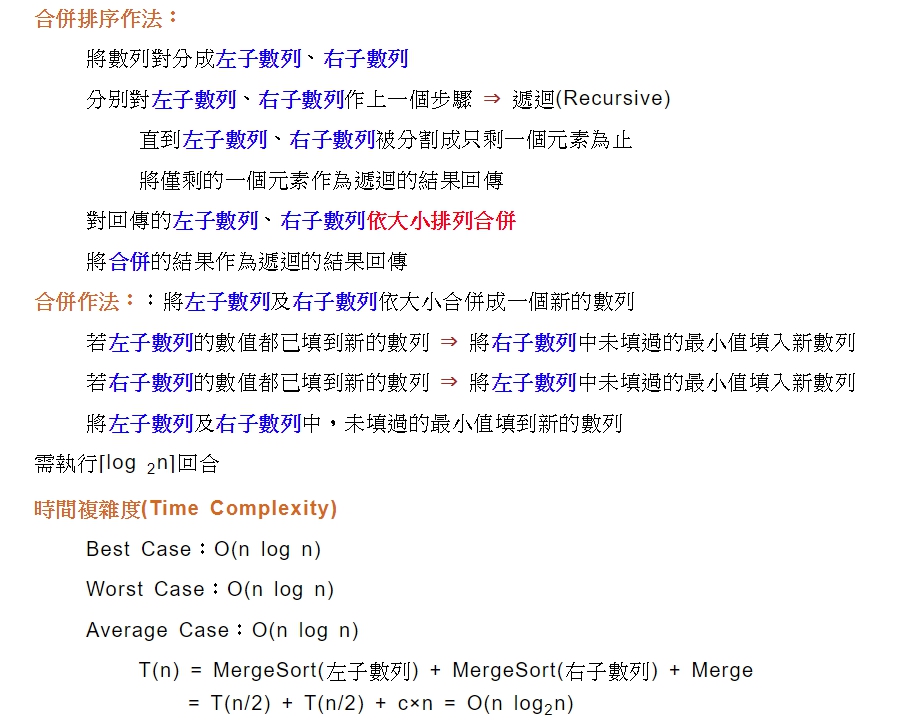 合併排序作法：
將數列對分成左子數列、右子數列
分別對左子數列、右子數列作上一個步驟 ⇒ 遞迴(Recursive)
直到左子數列、右子數列被分割成只剩一個元素為止
將僅剩的一個元素作為遞迴的結果回傳
對回傳的左子數列、右子數列依大小排列合併
將合併的結果作為遞迴的結果回傳
合併作法：：將左子數列及右子數列依大小合併成一個新的數列
若左子數列的數值都已填到新的數列 ⇒ 將右子數列中未填過的最小值填入新數列
若右子數列的數值都已填到新的數列 ⇒ 將左子數列中未填過的最小值填入新數列
將左子數列及右子數列中，未填過的最小值填到新的數列
需執行⌈log ₂n⌉回合
時間複雜度(Time Complexity)
Best Case：O(n log n)
Worst Case：O(n log n)
Average Case：O(n log n)
T(n) = MergeSort(左子數列) + MergeSort(右子數列) + Merge
= T(n/2) + T(n/2) + c×n = O(n log₂n)